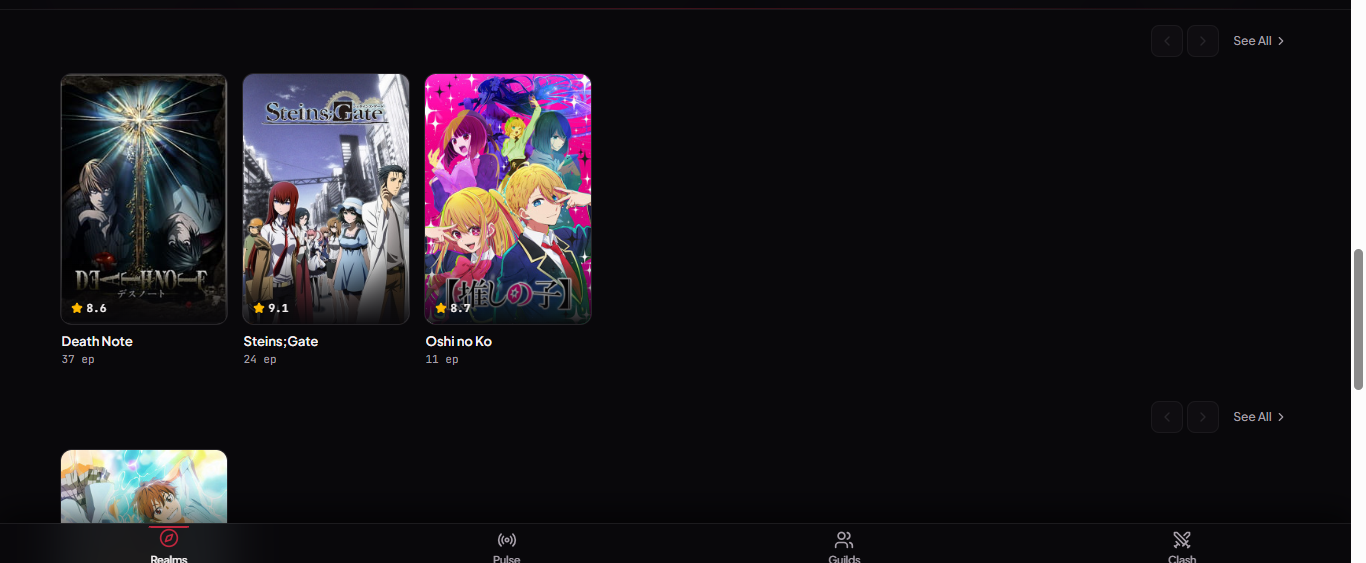 See All
Steins;Gate
DEATH NOTE
デスノート
【推しの子】
8.6
9.1
8.7
Death Note
Steins;Gate
Oshi no Ko
37 ep
24 ep
11 ep
See All
Realms
Pulse
Guilds
Clash